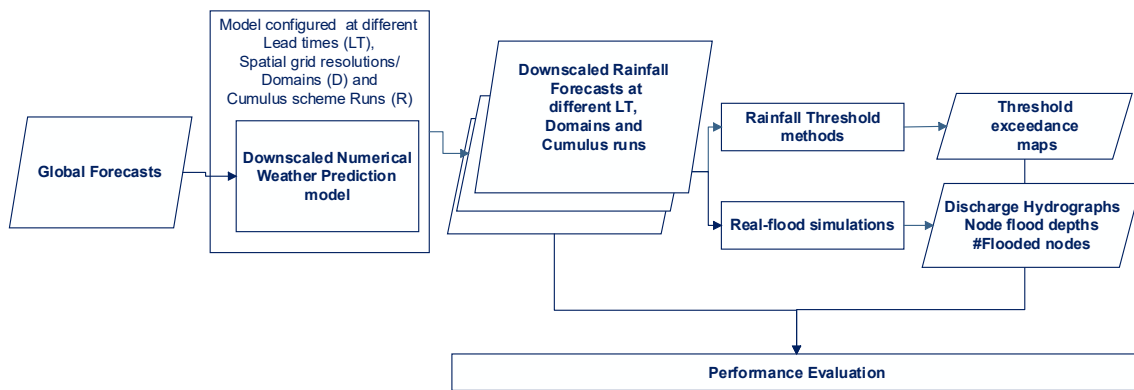 Model configured at different
Lead times (LT),
Spatial grid resolutions/
Domains (D) and
Cumulus scheme Runs (R)
Global Forecasts
Downscaled Numerical
Weather Prediction
model
Downscaled Rainfall
Forecasts at
different LT,
Domains and
Cumulus runs
Rainfall Threshold
methods
Threshold
exceedance
maps
Real-flood simulations
Discharge Hydrographs
Node flood depths
#Flooded nodes
Performance Evaluation